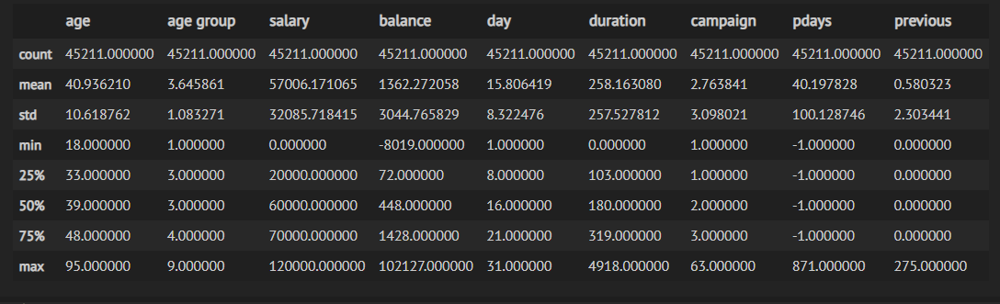 age age group salary balance day duration campaign pdays previous
count 45211.000000 45211.000000 45211.000000 45211.000000 45211.000000 45211.000000 45211.000000 45211.000000 45211.000000
mean 40.936210 3.645861 57006.171065 1362.272058 15.806419 258.163080 2.763841 40.197828 0.580323
std 10.618762 1.083271 32085.718415 3044.765829 8.322476 257.527812 3.098021 100.128746 2.303441
min 18.000000 1.000000 0.000000 -8019.000000 1.000000 0.000000 1.000000 -1.000000 0.000000
25% 33.000000 3.000000 20000.000000 72.000000 8.000000 103.000000 1.000000 -1.000000 0.000000
50% 39.000000 3.000000 60000.000000 448.000000 16.000000 180.000000 2.000000 -1.000000 0.000000
75% 48.000000 4.000000 70000.000000 1428.000000 21.000000 319.000000 3.000000 -1.000000 0.000000
max 95.000000 9.000000 120000.000000 102127.000000 31.000000 4918.000000 63.000000 871.000000 275.000000